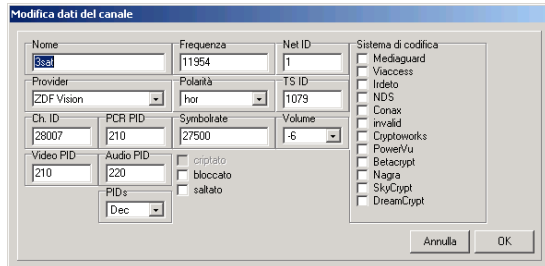 Modifica dati del canale
Nome
3sat
Frequenza
11954
Net ID
1
Provider
ZDF Vision
Polarità
hor
TS ID
1079
Ch. ID
28007
PCR PID
210
Symbolrate
27500
Volume
-6
Video PID
210
Audio PID
220
PIDs
Dec
criptato
bloccato
saltato
Sistema di codifica
Mediaguard
Viaccess
Irdeto
NDS
Conax
invalid
Cryptoworks
PowerVu
Betacrypt
Nagra
SkyCrypt
DreamCrypt
Annulla
OK